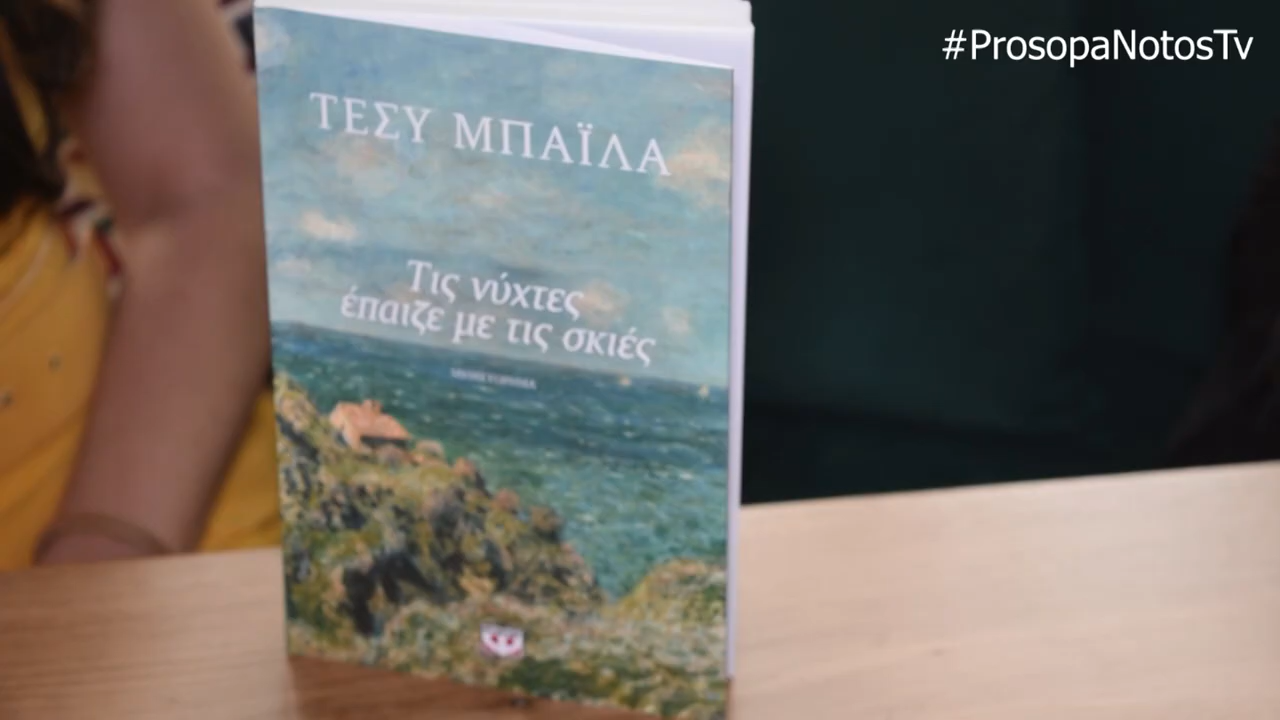 #ProsopaNotosTv
ΤΕΣΥ ΜΠΑΪΛΑ
Τις νύχτες
έπαιζε με τις σκιές